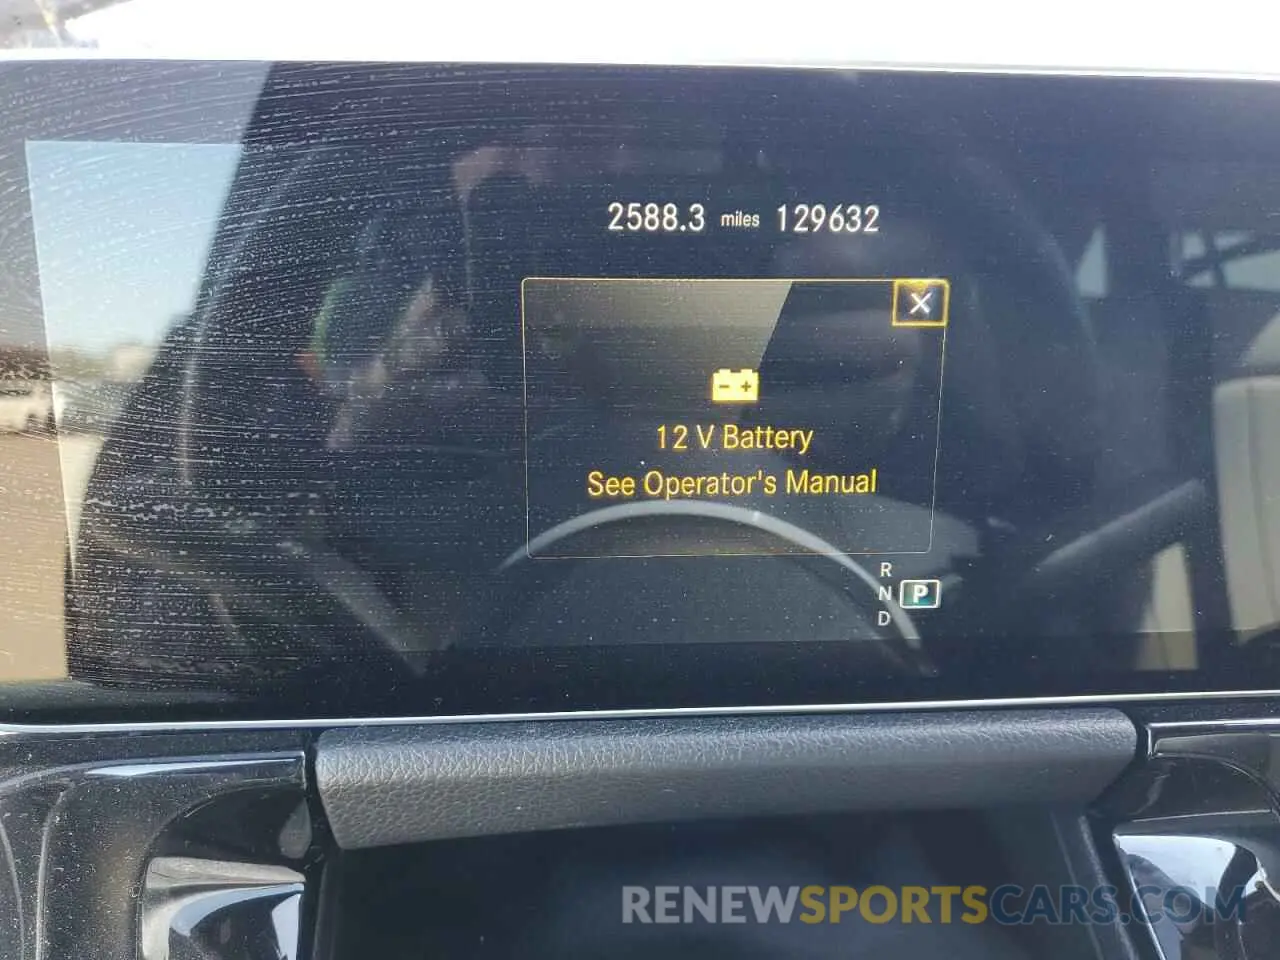 2588.3 miles 129632
X
12 V Battery
See Operator's Manual
R
N P
D
RENEWSPORTSCARS.COM